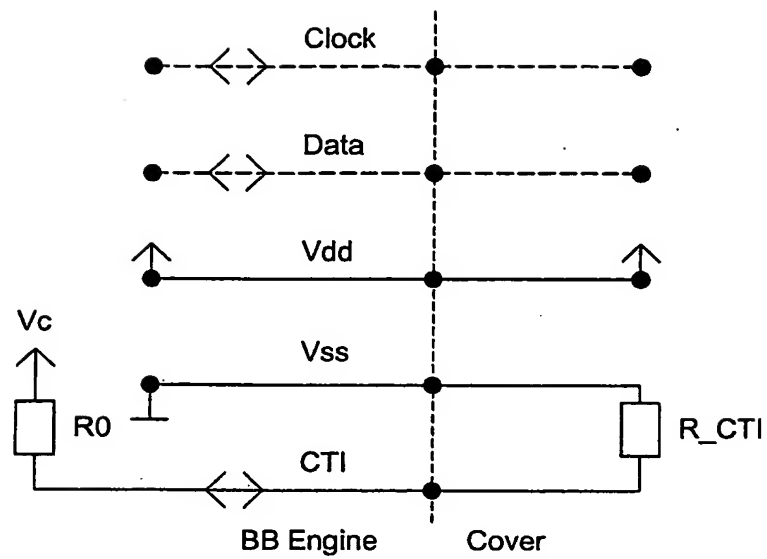 Clock
Data
Vdd
Vc
Vss
R0
R_CTI
CTI
BB Engine
Cover